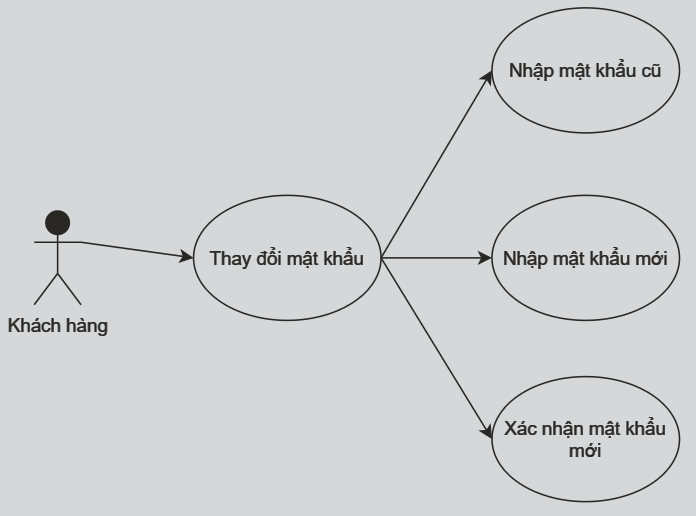 Nhập mật khẩu cũ
Thay đổi mật khẩu
Nhập mật khẩu mới
Khách hàng
Xác nhận mật khẩu
mới